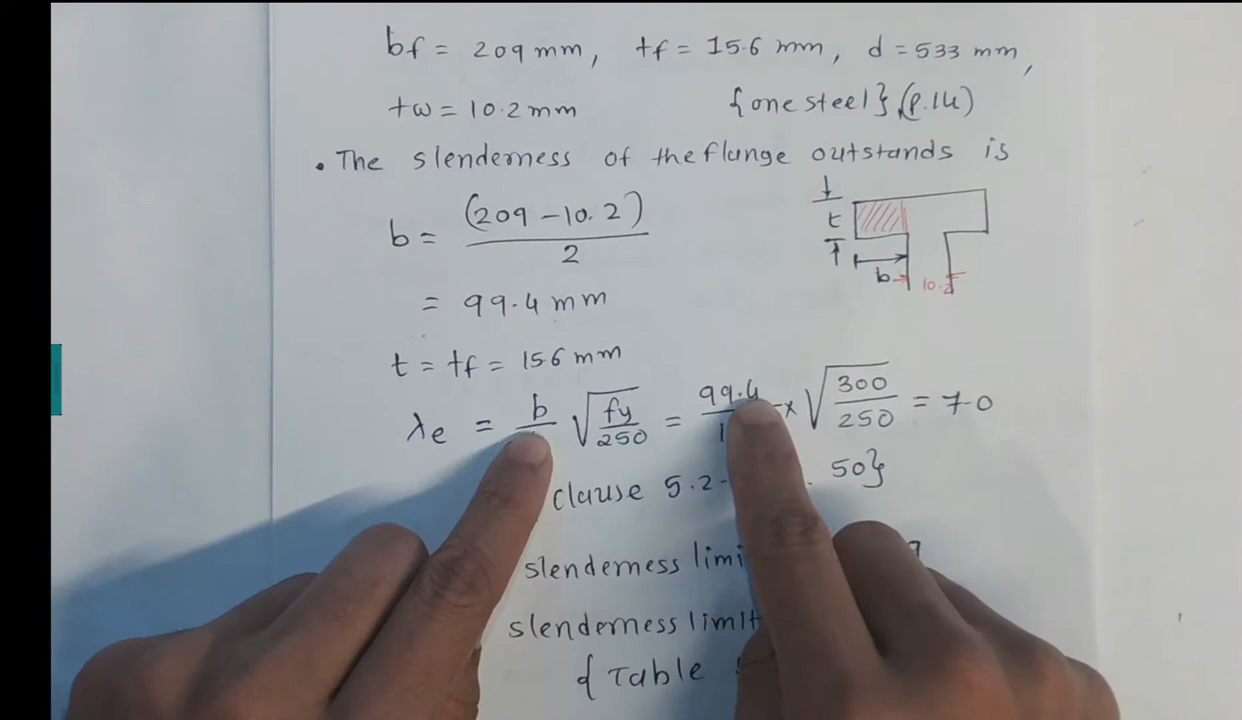 bf = 209 mm, tf = 15.6 mm, d = 533 mm,
tw = 10.2 mm {one steel} (P.14)
• The slenderness of the flange outstands is
b = (209 - 10.2) / 2
t
b
10.2
= 99.4 mm
t = tf = 15.6 mm
λe = b √(fy/250) = 99.4 x √(300/250) = 7.0
clause 5.2 50}
slenderness limi
slenderness limit
{ Table